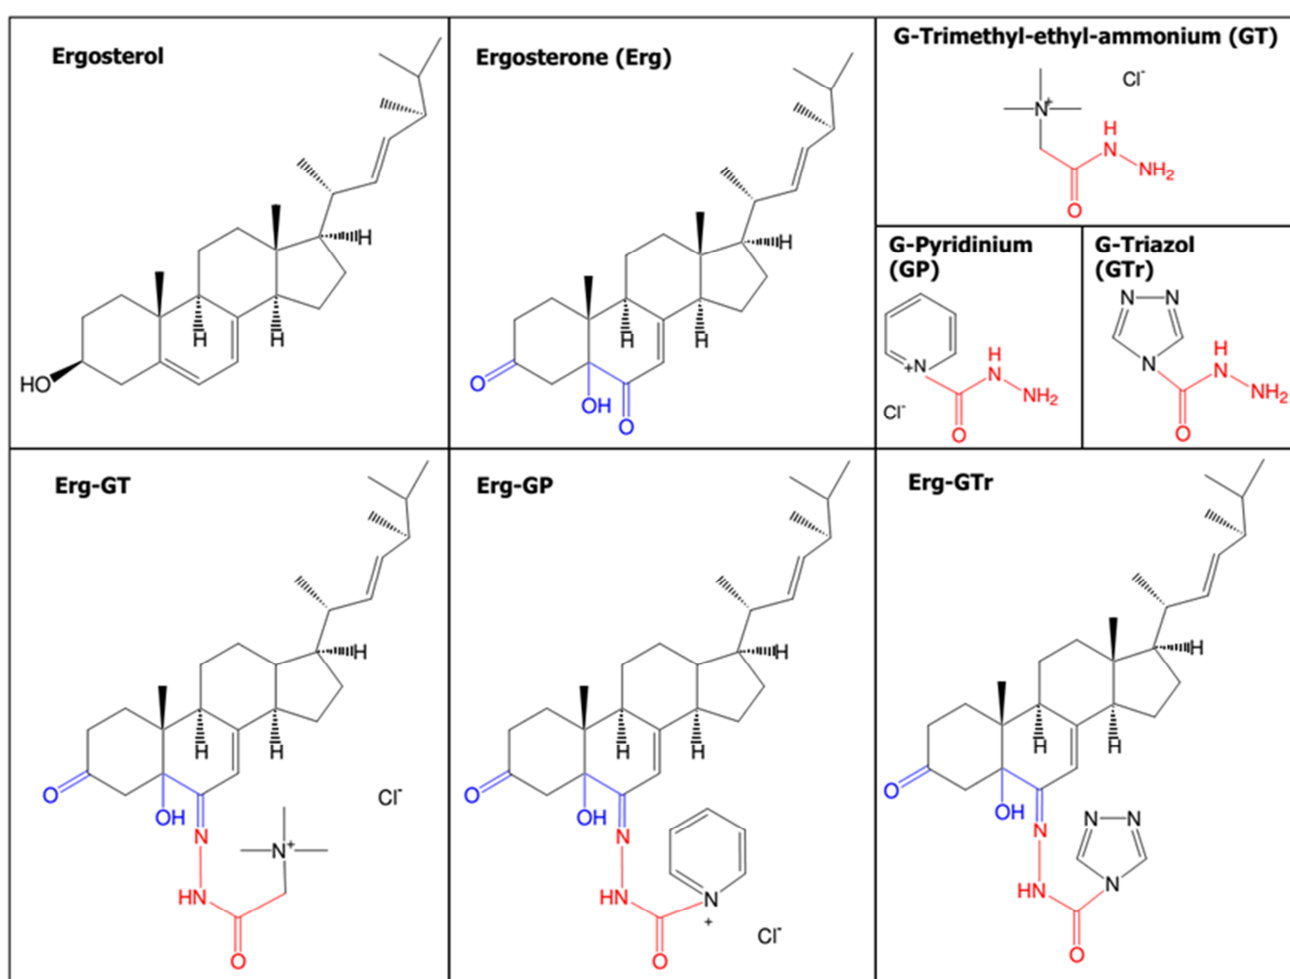 Ergosterol
HO
H
H
H
Ergosterone (Erg)
H
H
H
O
OH
O
G-Trimethyl-ethyl-ammonium (GT)
Cl-
N+
H
N
NH2
O
G-Pyridinium
(GP)
+N
H
N
NH2
Cl-
O
G-Triazol
(GTr)
N N
N
H
N
NH2
O
Erg-GT
H
H
H
O
OH
Cl-
N
N+
HN
O
Erg-GP
H
H
H
O
OH
N
HN
N
+
Cl-
O
Erg-GTr
H
H
H
O
OH
N N
N
N
HN
O